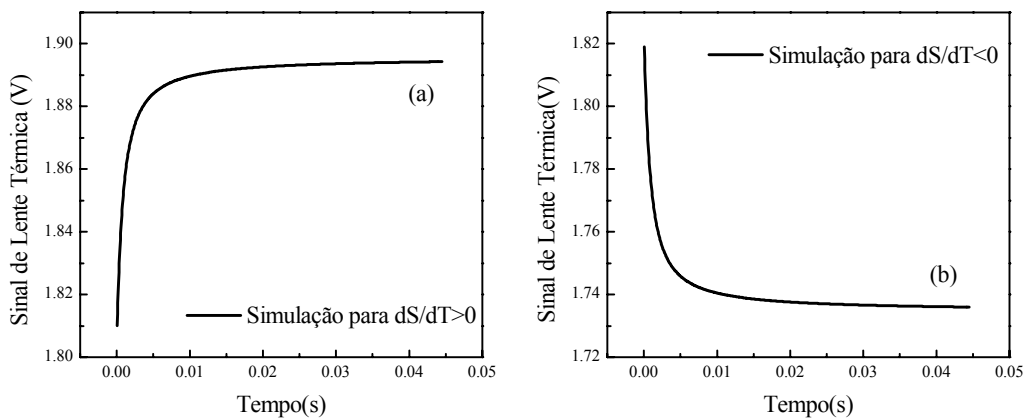 1.90
1.88
1.86
1.84
1.82
1.80
Sinal de Lente Térmica (V)
(a)
Simulação para dS/dT>0
0.00 0.01 0.02 0.03 0.04 0.05
Tempo(s)
1.82
1.80
1.78
1.76
1.74
1.72
Sinal de Lente Térmica(V)
Simulação para dS/dT<0
(b)
0.00 0.01 0.02 0.03 0.04 0.05
Tempo(s)